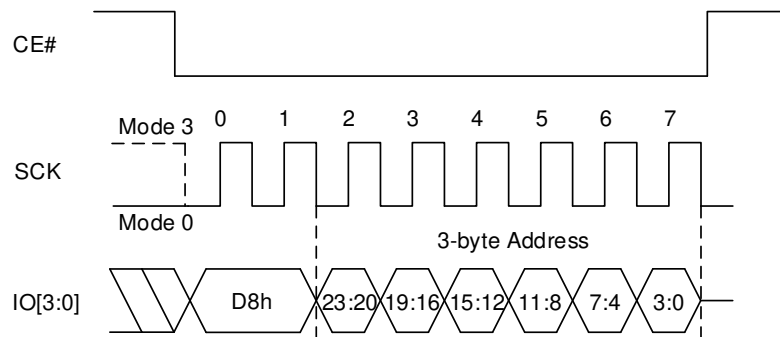 CE#
Mode 3 0 1 2 3 4 5 6 7
SCK
Mode 0
3-byte Address
IO[3:0] D8h 23:20 19:16 15:12 11:8 7:4 3:0